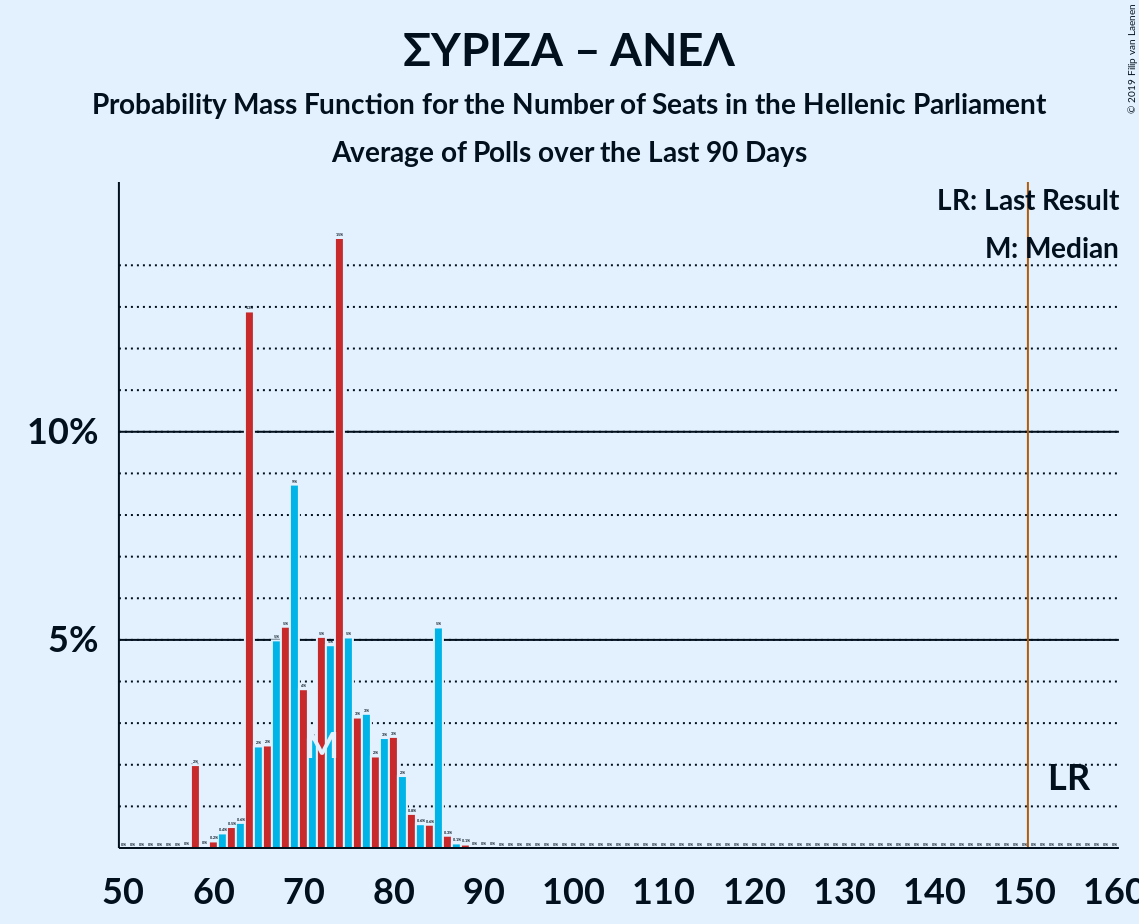 ΣΥΡΙΖΑ – ΑΝΕΛ
Probability Mass Function for the Number of Seats in the Hellenic Parliament
Average of Polls over the Last 90 Days
© 2019 Filip van Laenen
LR: Last Result
M: Median
10%
5%
M
LR
50 60 70 80 90 100 110 120 130 140 150 160